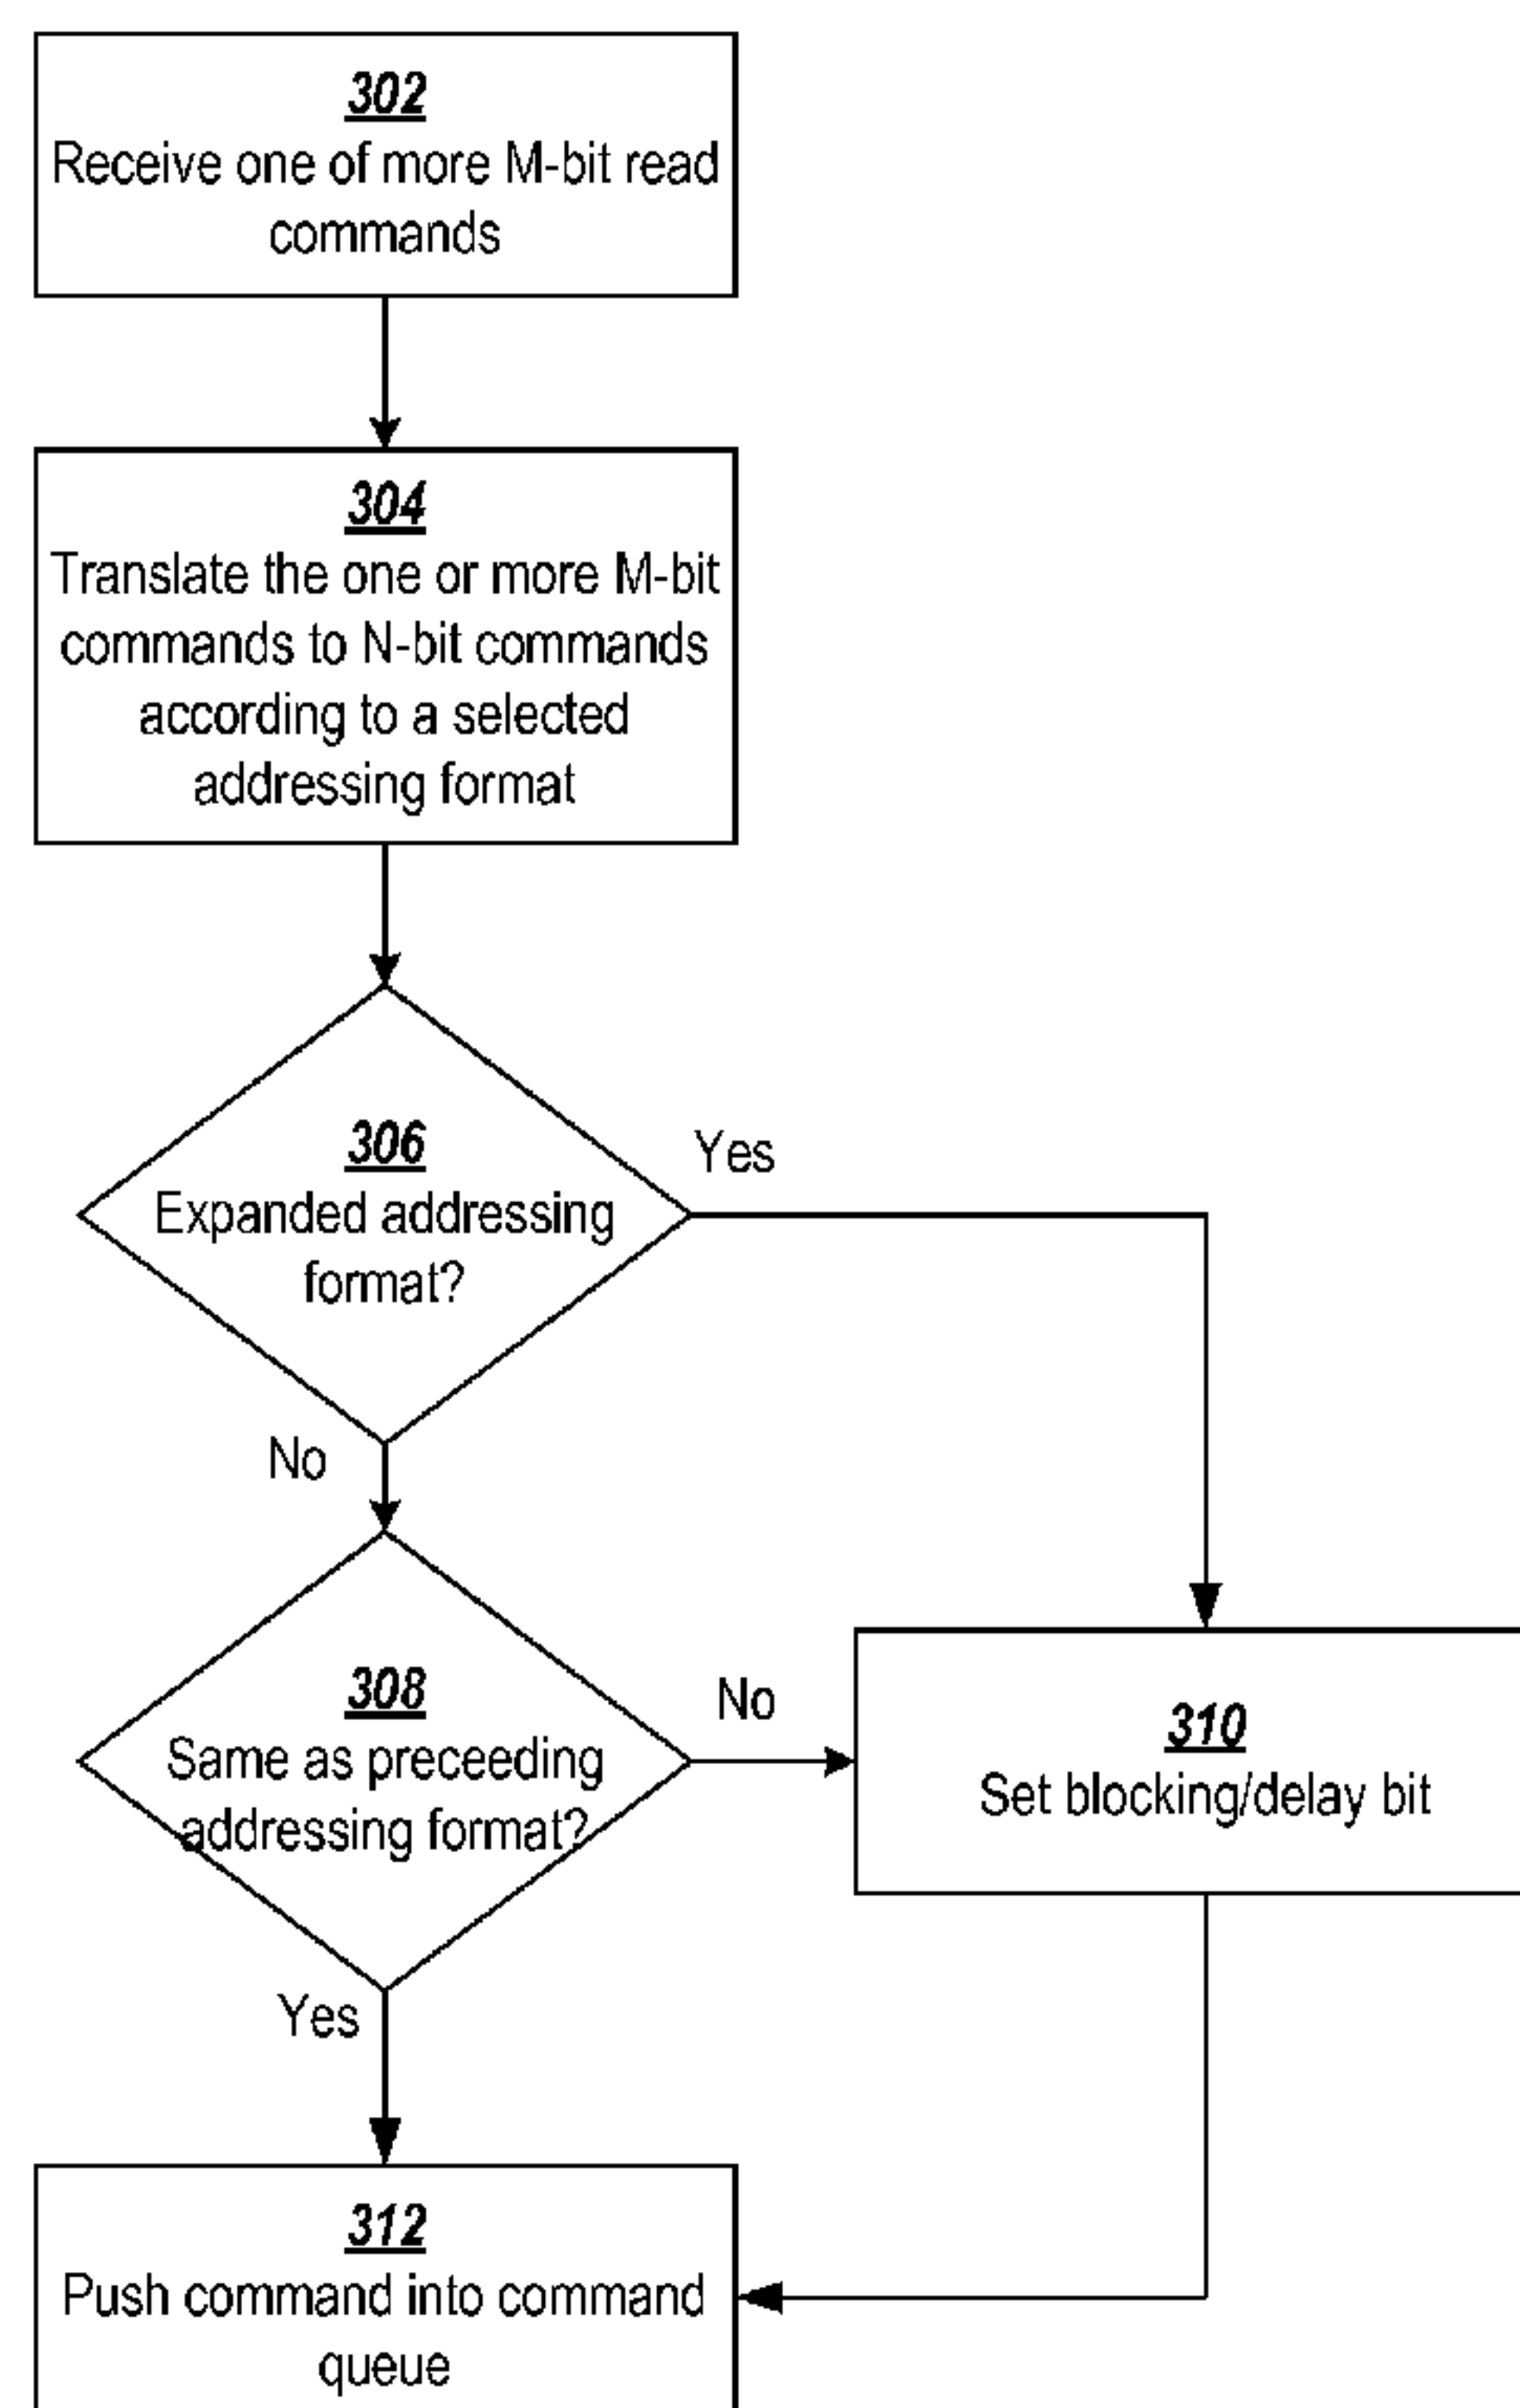 302
Receive one of more M-bit read
commands
304
Translate the one or more M-bit
commands to N-bit commands
according to a selected
addressing format
306
Expanded addressing
format?
Yes
No
308
Same as preceeding
addressing format?
No
310
Set blocking/delay bit
Yes
312
Push command into command
queue